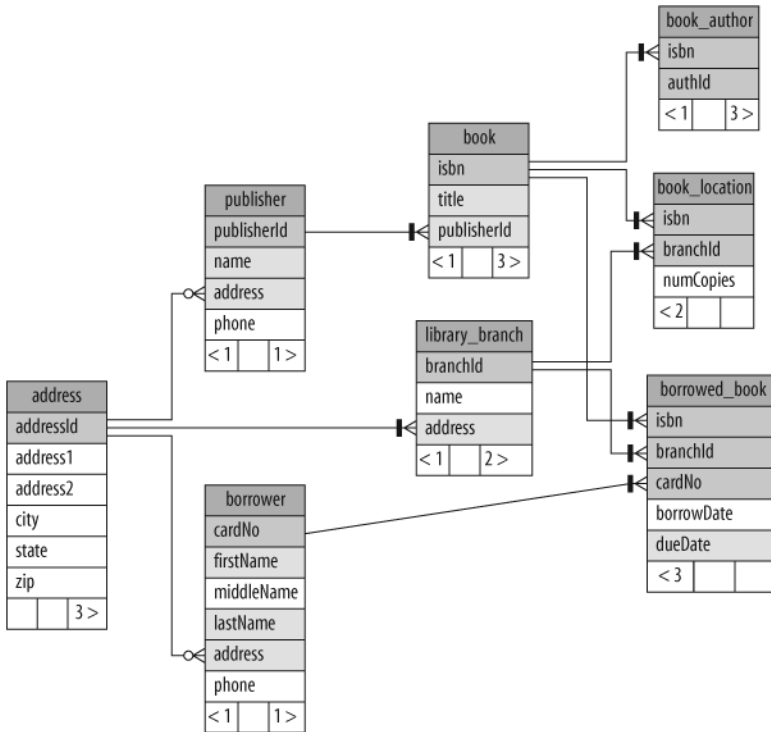 book_author
isbn
authId
< 1 3 >
book
isbn
title
publisherId
< 1 3 >
book_location
isbn
branchId
numCopies
< 2
publisher
publisherId
name
address
phone
< 1 1 >
library_branch
branchId
name
address
< 1 2 >
borrowed_book
isbn
branchId
cardNo
borrowDate
dueDate
< 3
address
addressId
address1
address2
city
state
zip
3 >
borrower
cardNo
firstName
middleName
lastName
address
phone
< 1 1 >